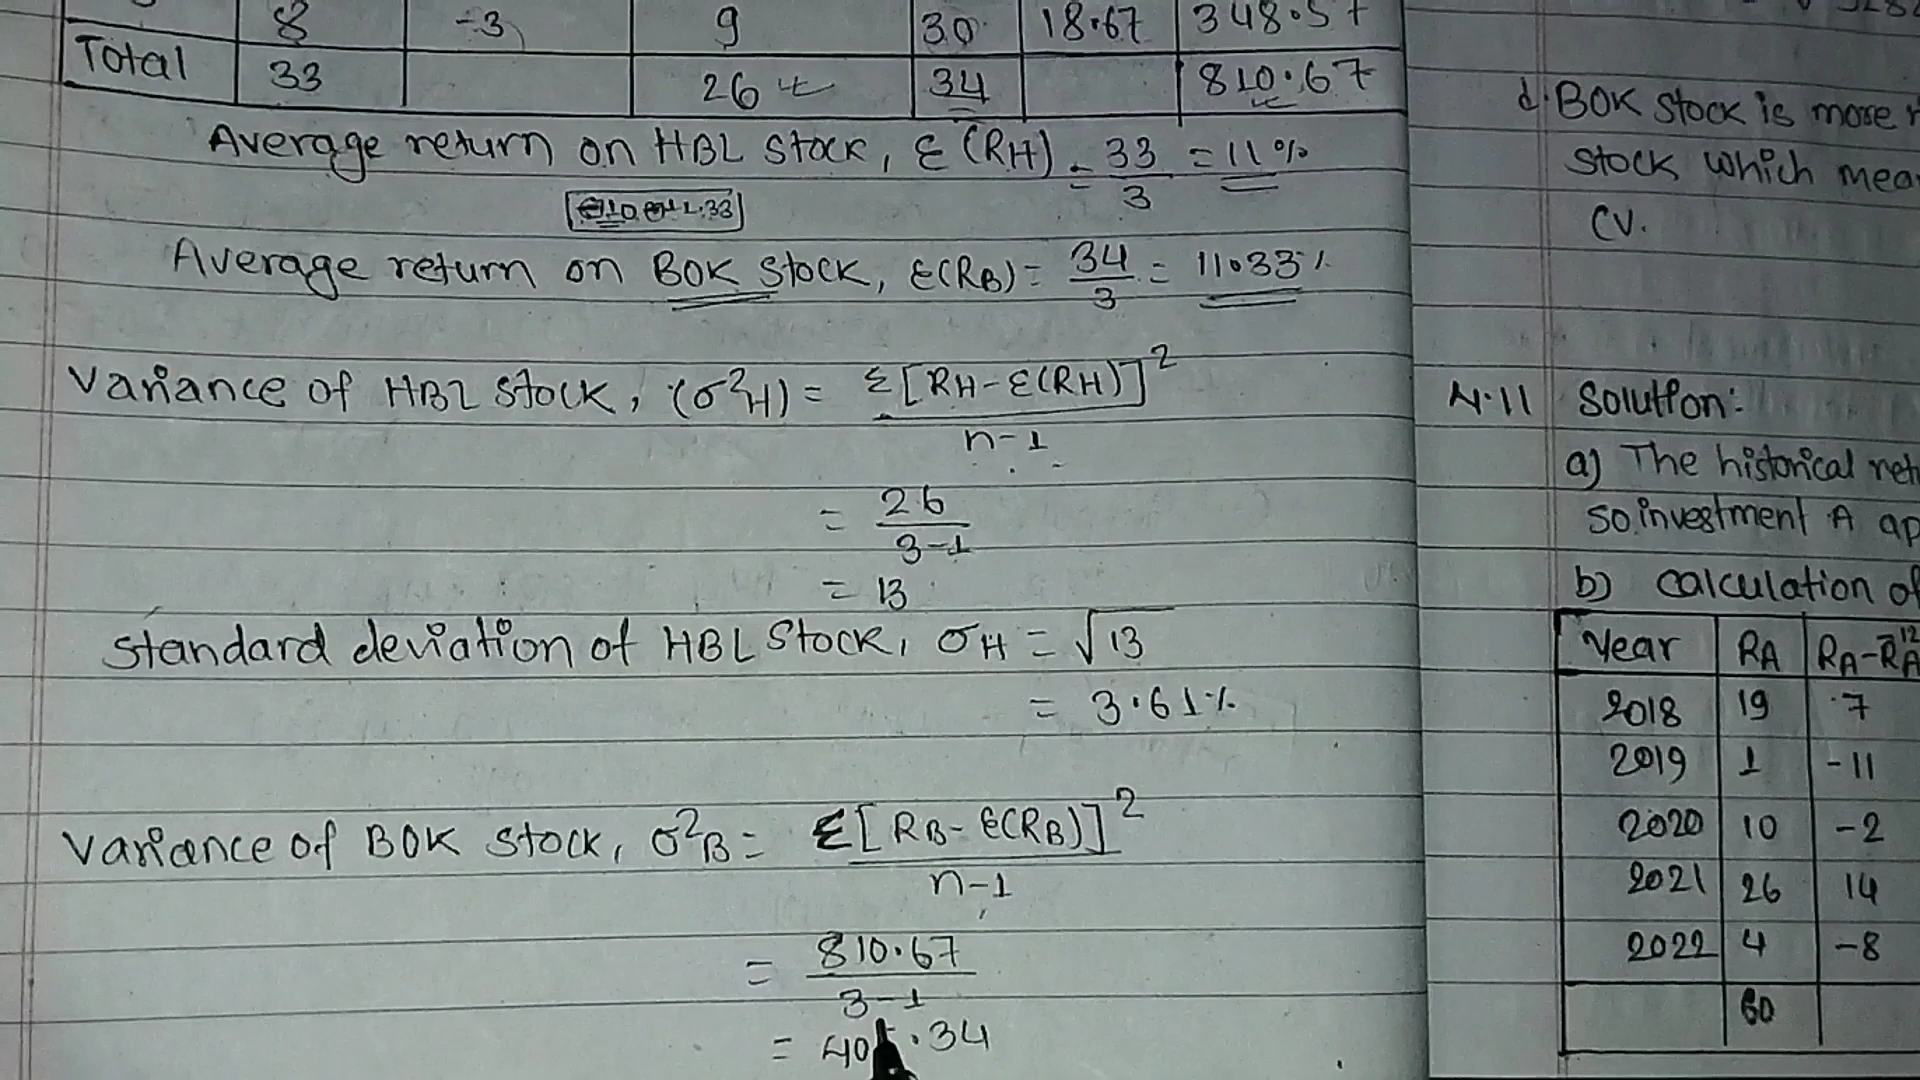 8 -3 9 30 18.67 348.57
Total 33 26 34 810.67
Average return on HBL Stock, Ɛ(RH) = 33/3 = 11%
Average return on BOK Stock, Ɛ(RB) = 34/3 = 11.33%
Variance of HBL Stock, (σ²H) = Σ[RH-Ɛ(RH)]²
n-1
= 26
3-1
= 13
Standard deviation of HBL Stock, σH = √13
= 3.61%
Variance of BOK Stock, σ²B = Σ[RB-Ɛ(RB)]²
n-1
= 810.67
3-1
= 40 .34
d. BOK Stock is more
Stock which
CV.
N.11 Solution:
a) The historical
So investment A
b) Calculation of
Year RA RA-R̄A 12
2018 19 7
2019 1 -11
2020 10 -2
2021 26 14
2022 4 -8
60